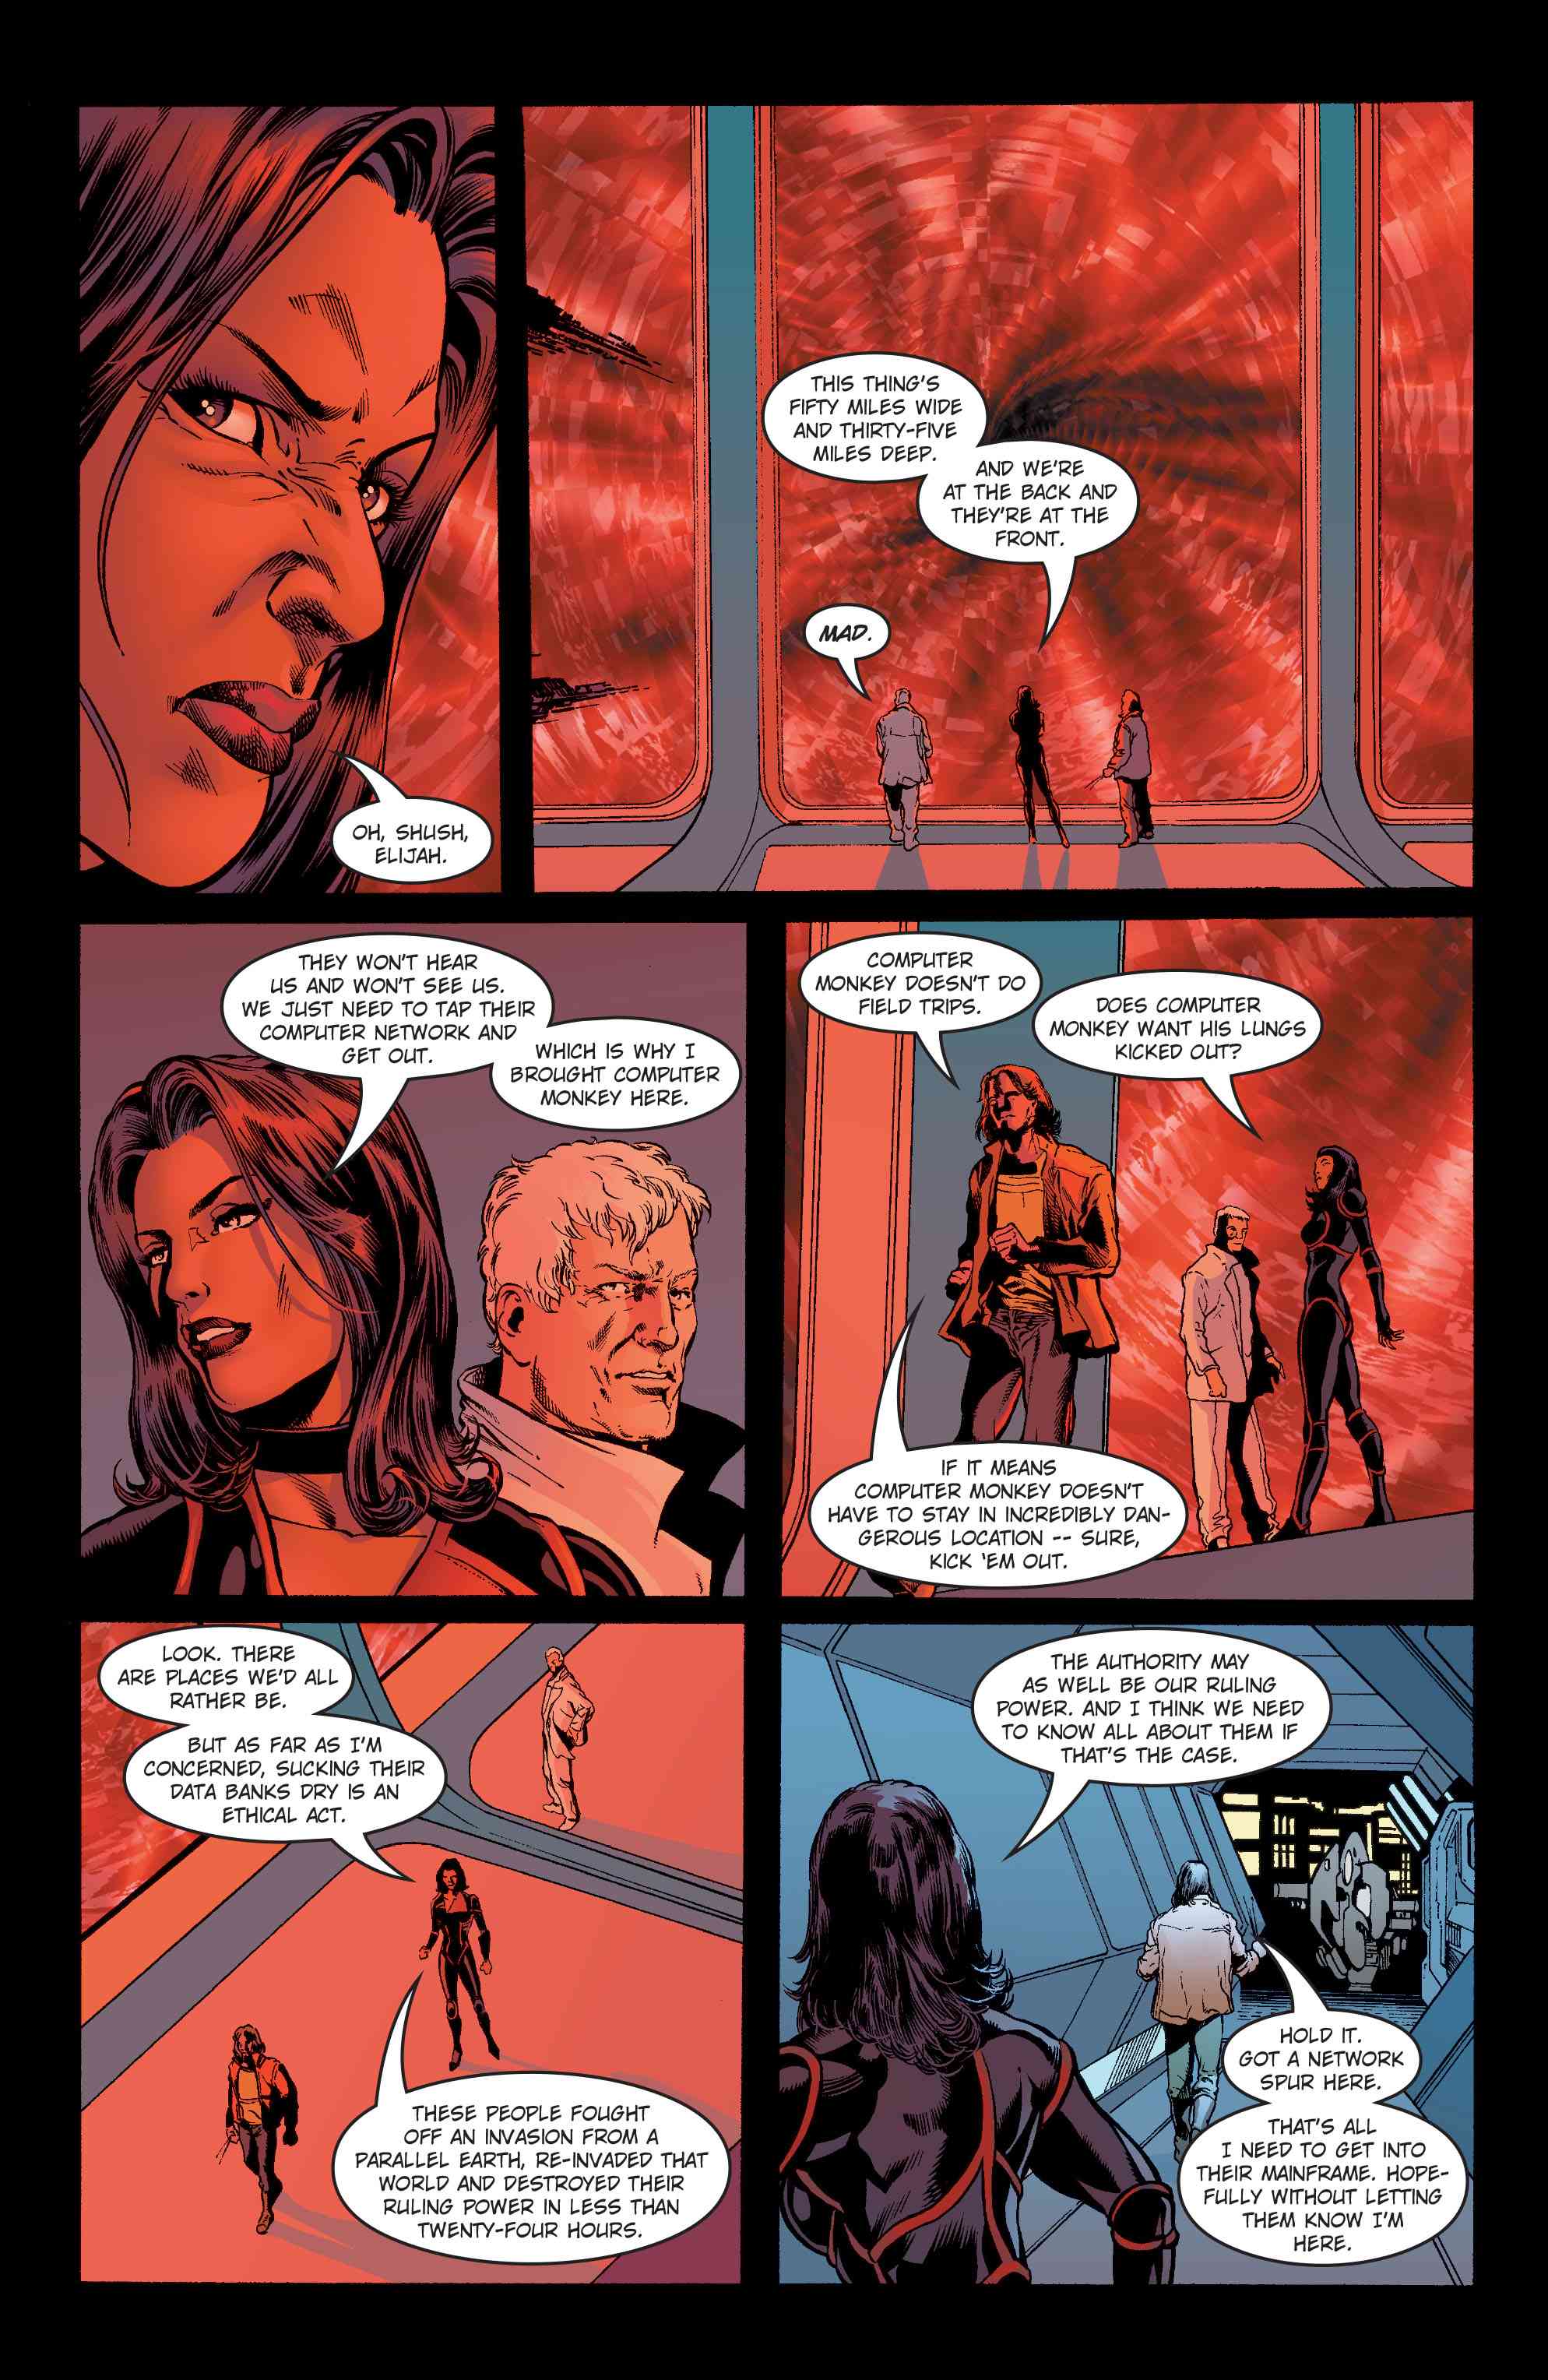 OH, SHUSH,
ELIJAH.
THIS THING'S
FIFTY MILES WIDE
AND THIRTY-FIVE
MILES DEEP.
AND WE'RE
AT THE BACK AND
THEY'RE AT THE
FRONT.
MAD.
THEY WON'T HEAR
US AND WON'T SEE US.
WE JUST NEED TO TAP THEIR
COMPUTER NETWORK AND
GET OUT.
WHICH IS WHY I
BROUGHT COMPUTER
MONKEY HERE.
COMPUTER
MONKEY DOESN'T DO
FIELD TRIPS.
DOES COMPUTER
MONKEY WANT HIS LUNGS
KICKED OUT?
IF IT MEANS
COMPUTER MONKEY DOESN'T
HAVE TO STAY IN INCREDIBLY DAN-
GEROUS LOCATION -- SURE,
KICK 'EM OUT.
LOOK. THERE
ARE PLACES WE'D ALL
RATHER BE.
BUT AS FAR AS I'M
CONCERNED, SUCKING THEIR
DATA BANKS DRY IS AN
ETHICAL ACT.
THESE PEOPLE FOUGHT
OFF AN INVASION FROM A
PARALLEL EARTH, RE-INVADED THAT
WORLD AND DESTROYED THEIR
RULING POWER IN LESS THAN
TWENTY-FOUR HOURS.
THE AUTHORITY MAY
AS WELL BE OUR RULING
POWER. AND I THINK WE NEED
TO KNOW ALL ABOUT THEM IF
THAT'S THE CASE.
HOLD IT.
GOT A NETWORK
SPUR HERE.
THAT'S ALL
I NEED TO GET INTO
THEIR MAINFRAME. HOPE-
FULLY WITHOUT LETTING
THEM KNOW I'M
HERE.